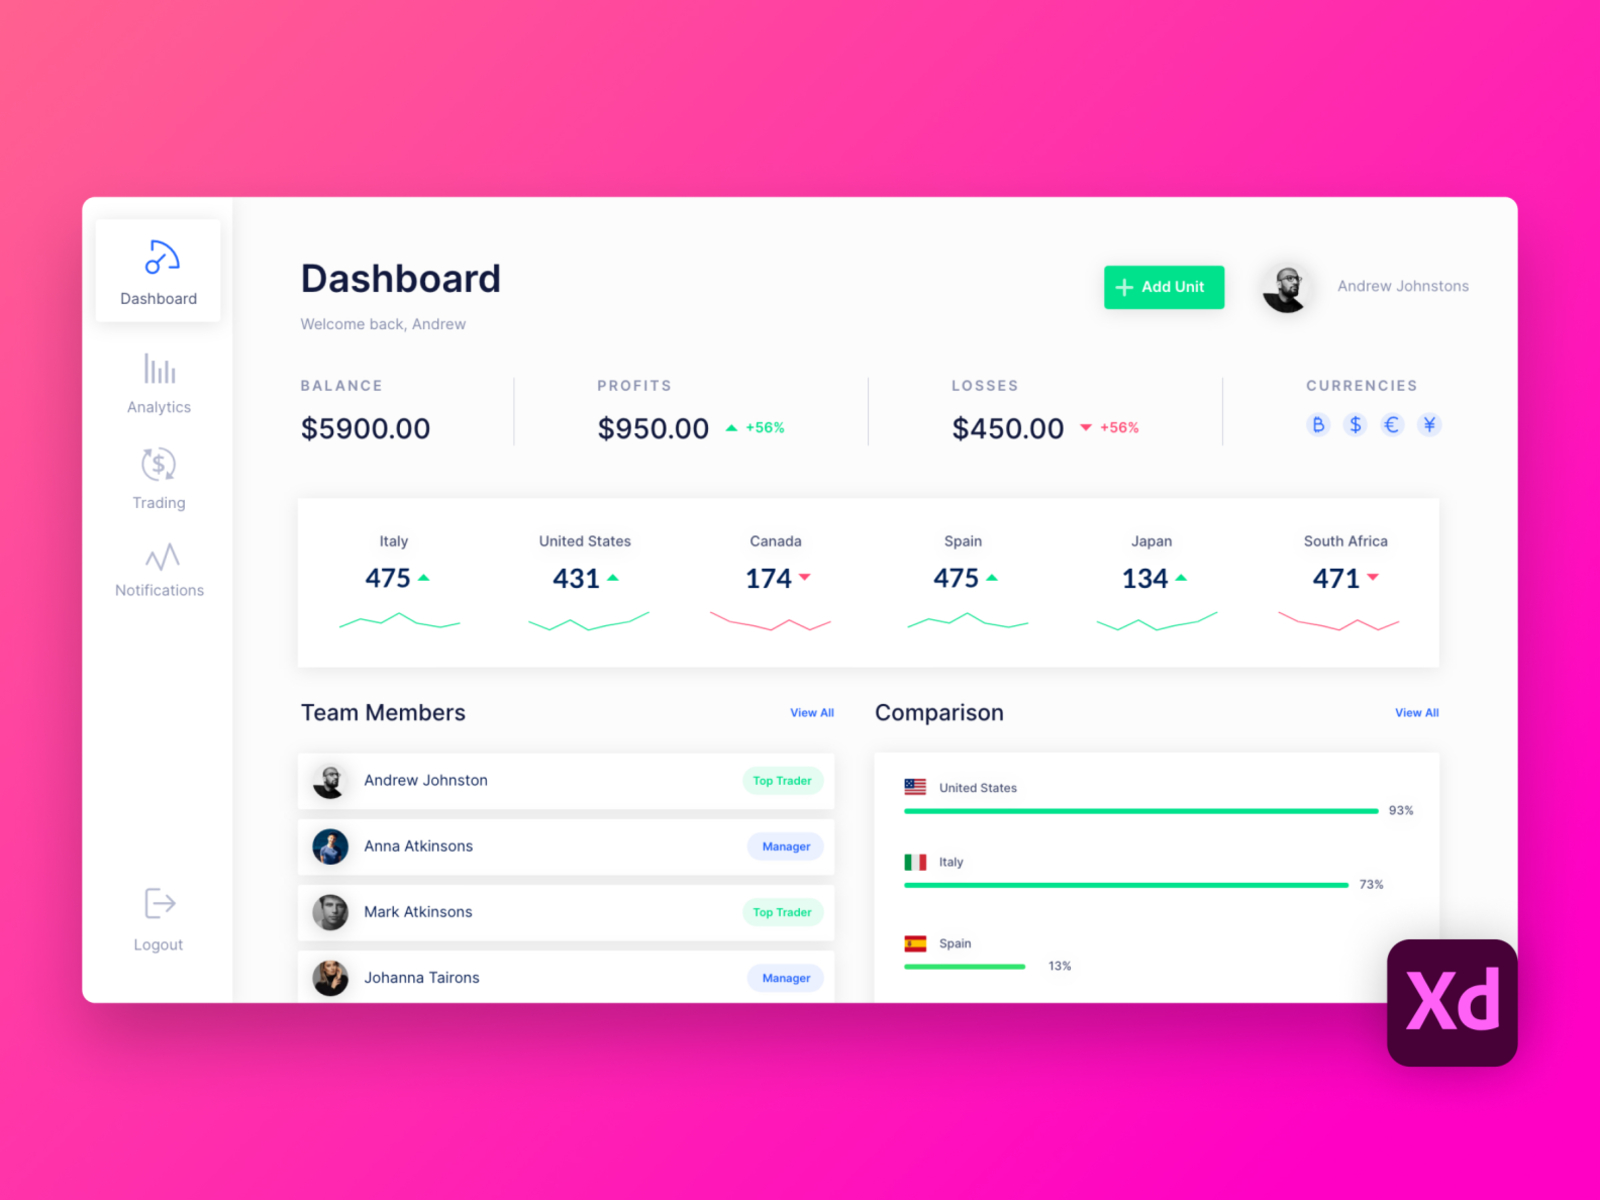 Dashboard
Analytics
Trading
Notifications
Logout
Dashboard
Welcome back, Andrew
+ Add Unit
Andrew Johnstons
BALANCE
$5900.00
PROFITS
$950.00 ▲ +56%
LOSSES
$450.00 ▼ +56%
CURRENCIES
₿ $ € ¥
Italy
475 ▲
United States
431 ▲
Canada
174 ▼
Spain
475 ▲
Japan
134 ▲
South Africa
471 ▼
Team Members
View All
Andrew Johnston
Top Trader
Anna Atkinsons
Manager
Mark Atkinsons
Top Trader
Johanna Tairons
Manager
Comparison
View All
United States
93%
Italy
73%
Spain
13%
Xd